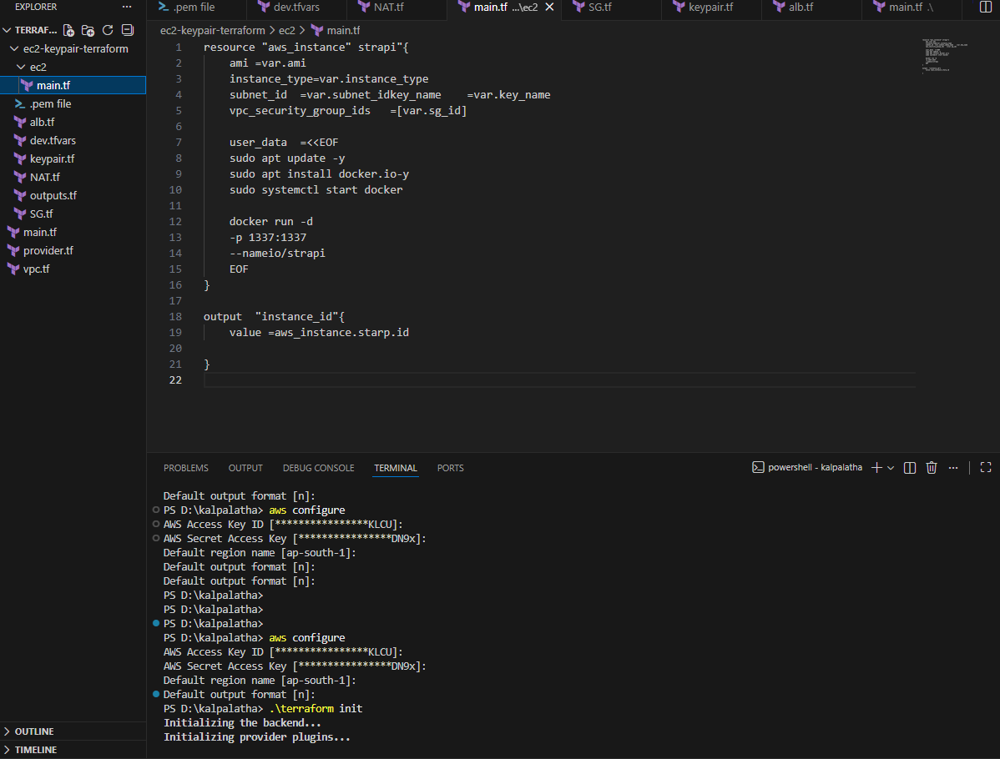 EXPLORER
TERRAF...
ec2-keypair-terraform
ec2
main.tf
.pem file
alb.tf
dev.tfvars
keypair.tf
NAT.tf
outputs.tf
SG.tf
main.tf
provider.tf
vpc.tf
OUTLINE
TIMELINE
.pem file
dev.tfvars
NAT.tf
main.tf ...\ec2
SG.tf
keypair.tf
alb.tf
main.tf .\
ec2-keypair-terraform > ec2 > main.tf
1 resource "aws_instance" strapi"{
2 ami =var.ami
3 instance_type=var.instance_type
4 subnet_id  =var.subnet_idkey_name    =var.key_name
5 vpc_security_group_ids   =[var.sg_id]
6
7 user_data  =<<EOF
8 sudo apt update -y
9 sudo apt install docker.io-y
10 sudo systemctl start docker
11
12 docker run -d
13 -p 1337:1337
14 --nameio/strapi
15 EOF
16 }
17
18 output  "instance_id"{
19 value =aws_instance.starp.id
20
21 }
22
PROBLEMS OUTPUT DEBUG CONSOLE TERMINAL PORTS
powershell - kalpalatha
Default output format [n]:
PS D:\kalpalatha> aws configure
AWS Access Key ID [****************KLCU]:
AWS Secret Access Key [****************DN9x]:
Default region name [ap-south-1]:
Default output format [n]:
Default output format [n]:
PS D:\kalpalatha>
PS D:\kalpalatha>
PS D:\kalpalatha>
PS D:\kalpalatha> aws configure
AWS Access Key ID [****************KLCU]:
AWS Secret Access Key [****************DN9x]:
Default region name [ap-south-1]:
Default output format [n]:
PS D:\kalpalatha> .\terraform init
Initializing the backend...
Initializing provider plugins...